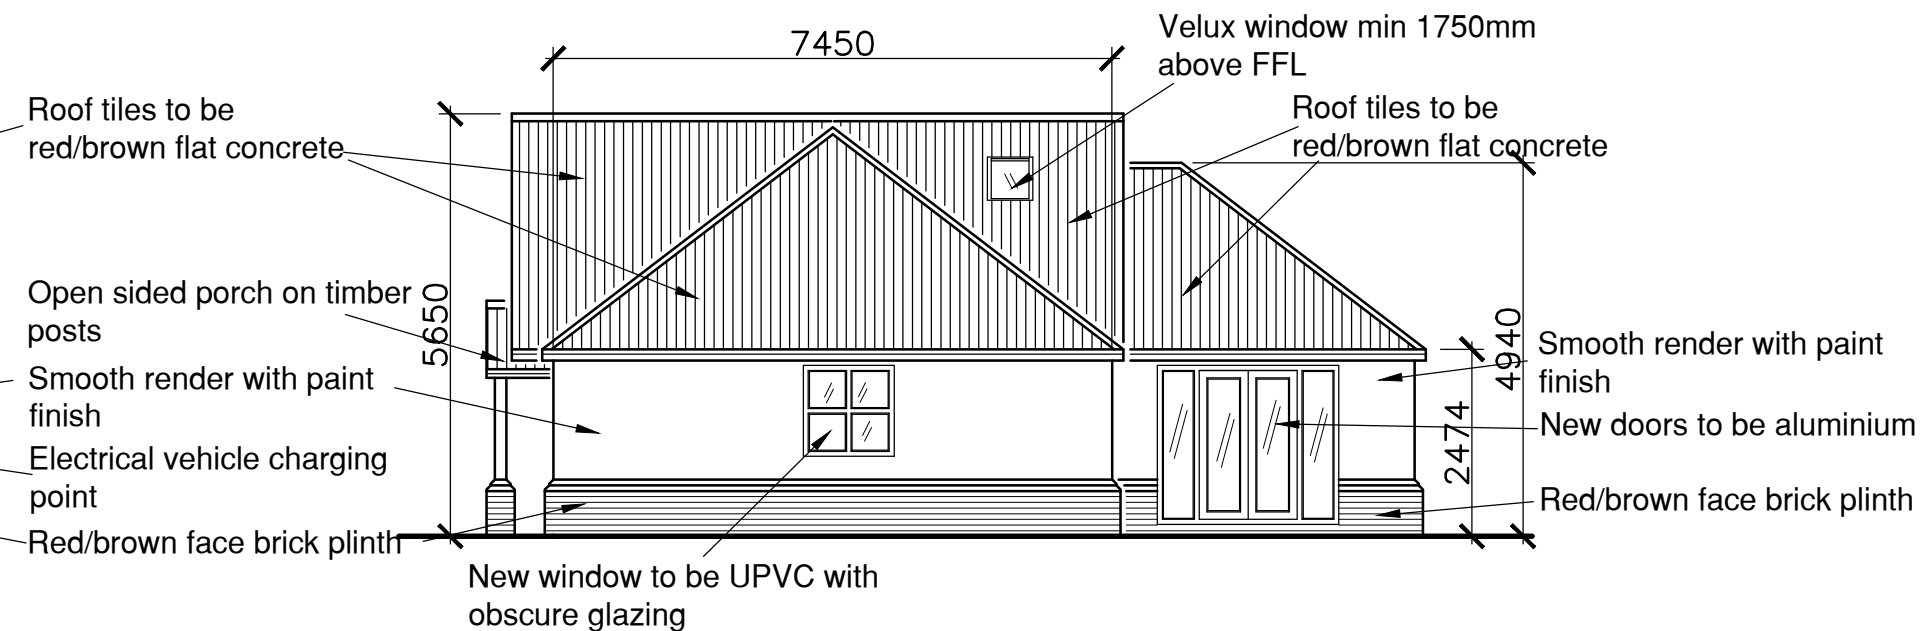 7450
Velux window min 1750mm
above FFL
Roof tiles to be
red/brown flat concrete
Roof tiles to be
red/brown flat concrete
Open sided porch on timber
posts
5650
Smooth render with paint
finish
Electrical vehicle charging
point
Red/brown face brick plinth
New window to be UPVC with
obscure glazing
4940
2474
Smooth render with paint
finish
New doors to be aluminium
Red/brown face brick plinth